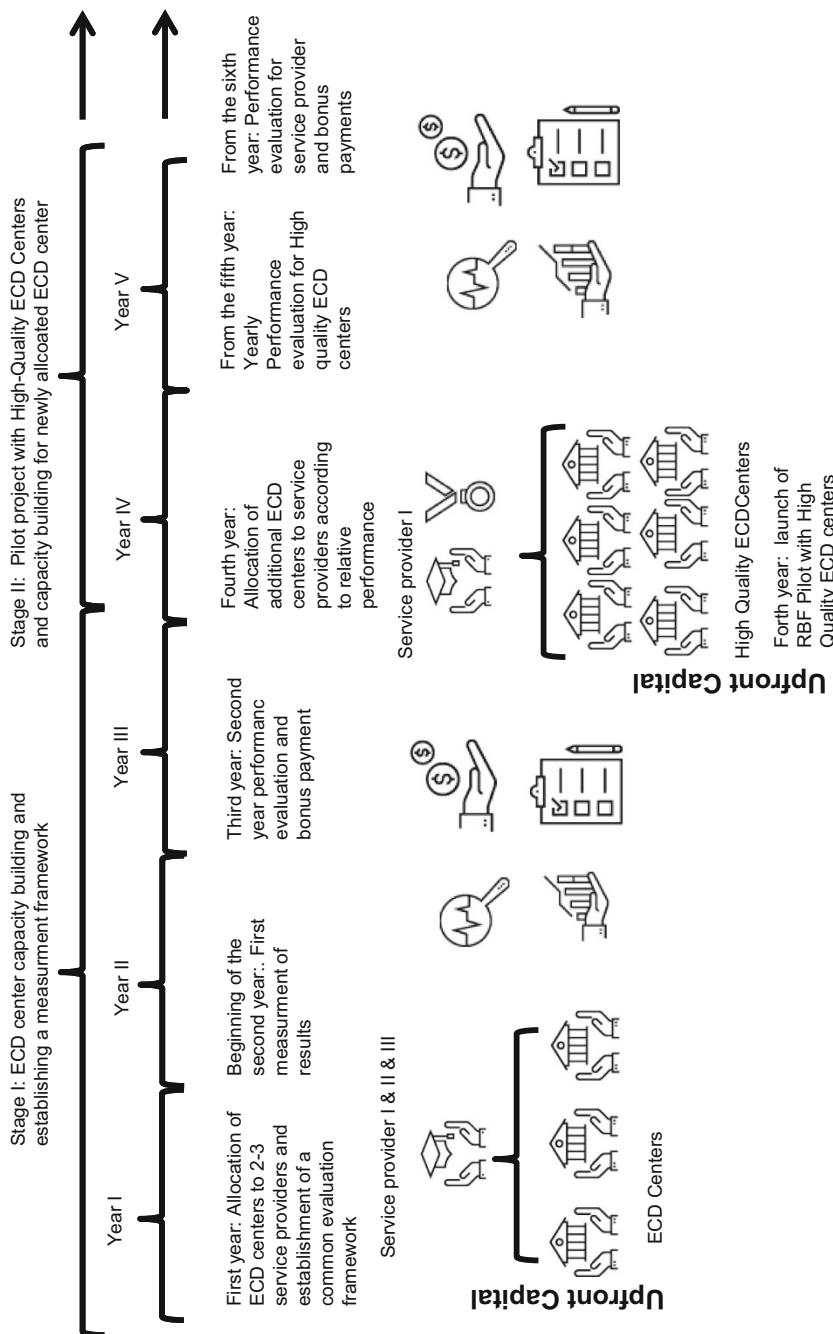 Stage I: ECD center capacity building and
establishing a measurment framework
Stage II: Pilot project with High-Quality ECD Centers
and capacity building for newly allcoated ECD center
Year I
Year II
Year III
Year IV
Year V
First year: Allocation of
ECD centers to 2-3
service providers and
establishment of a
common evaluation
framework
Beginning of the
second year:. First
measurment of
results
Third year: Second
year performanc
evaluation and
bonus payment
Fourth year:
Allocation of
additional ECD
centers to service
providers according
to relative
performance
From the fifth year:
Yearly
Performance
evaluation for High
quality ECD
centers
From the sixth
year: Performance
evaluation for
service provider
and bonus
payments
Service provider I & II & III
Upfront Capital
ECD Centers
$
$
Service provider I
Upfront Capital
High Quality ECDCenters
Forth year: launch of
RBF Pilot with High
Quality ECD centers
$
$